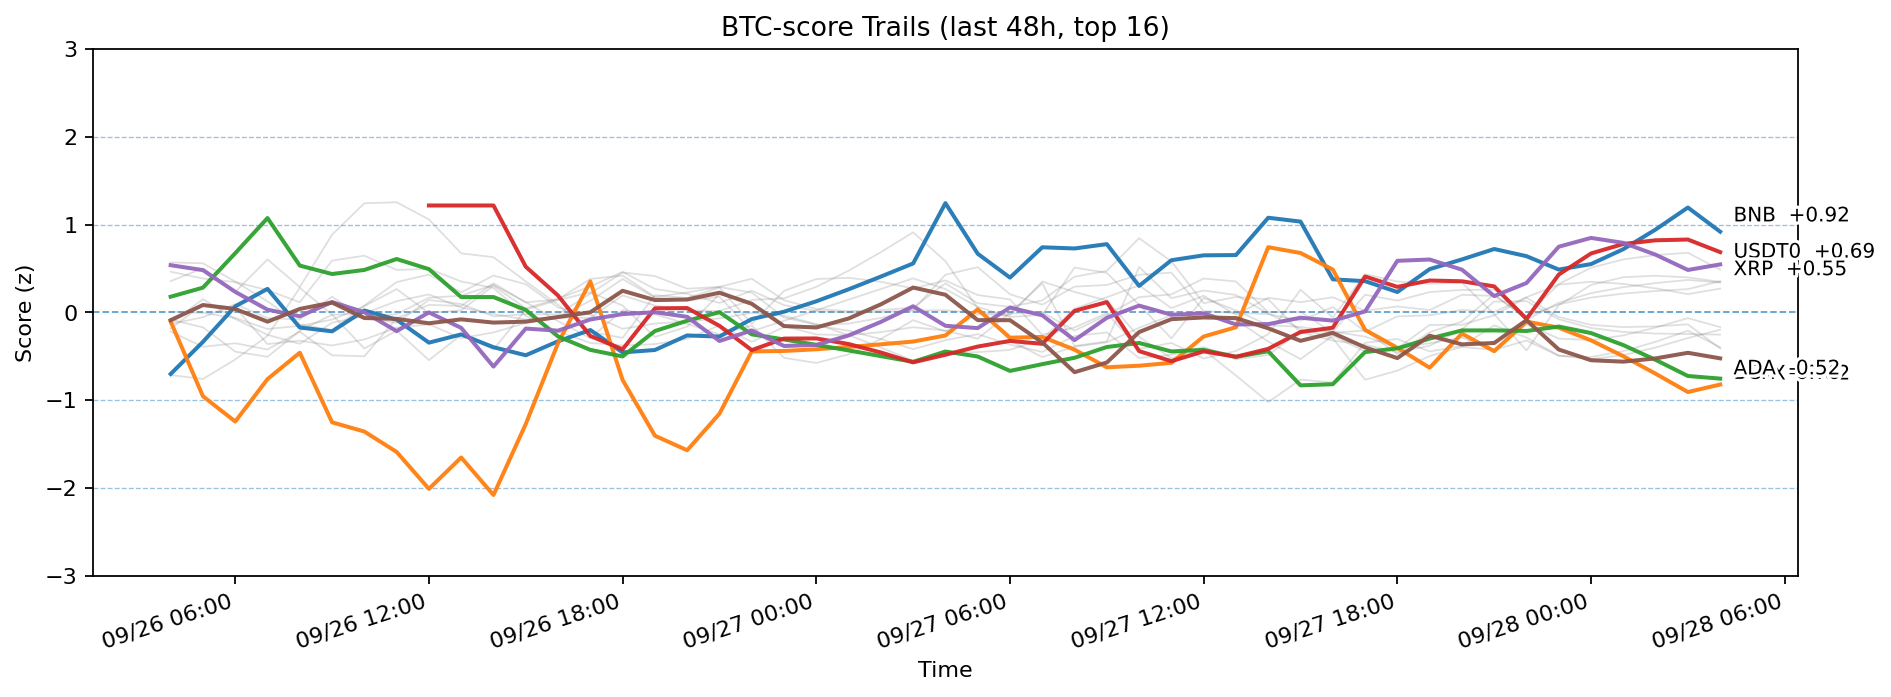 BTC-score Trails (last 48h, top 16)
Score (z)
3
2
1
0
−1
−2
−3
BNB +0.92
USDT0 +0.69
XRP +0.55
ADA -0.52
09/26 06:00
09/26 12:00
09/26 18:00
09/27 00:00
09/27 06:00
09/27 12:00
09/27 18:00
09/28 00:00
09/28 06:00
Time